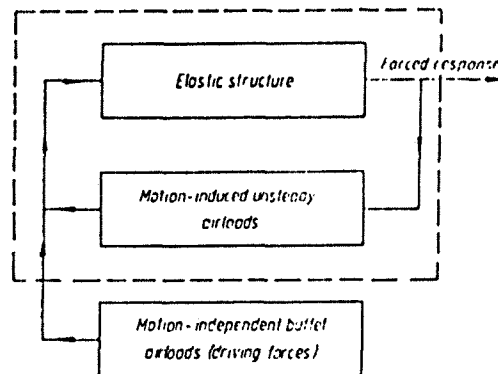 Elastic structure
Forced response
Motion-induced unsteady
airloads
Motion-independent buffet
airloads (driving forces)